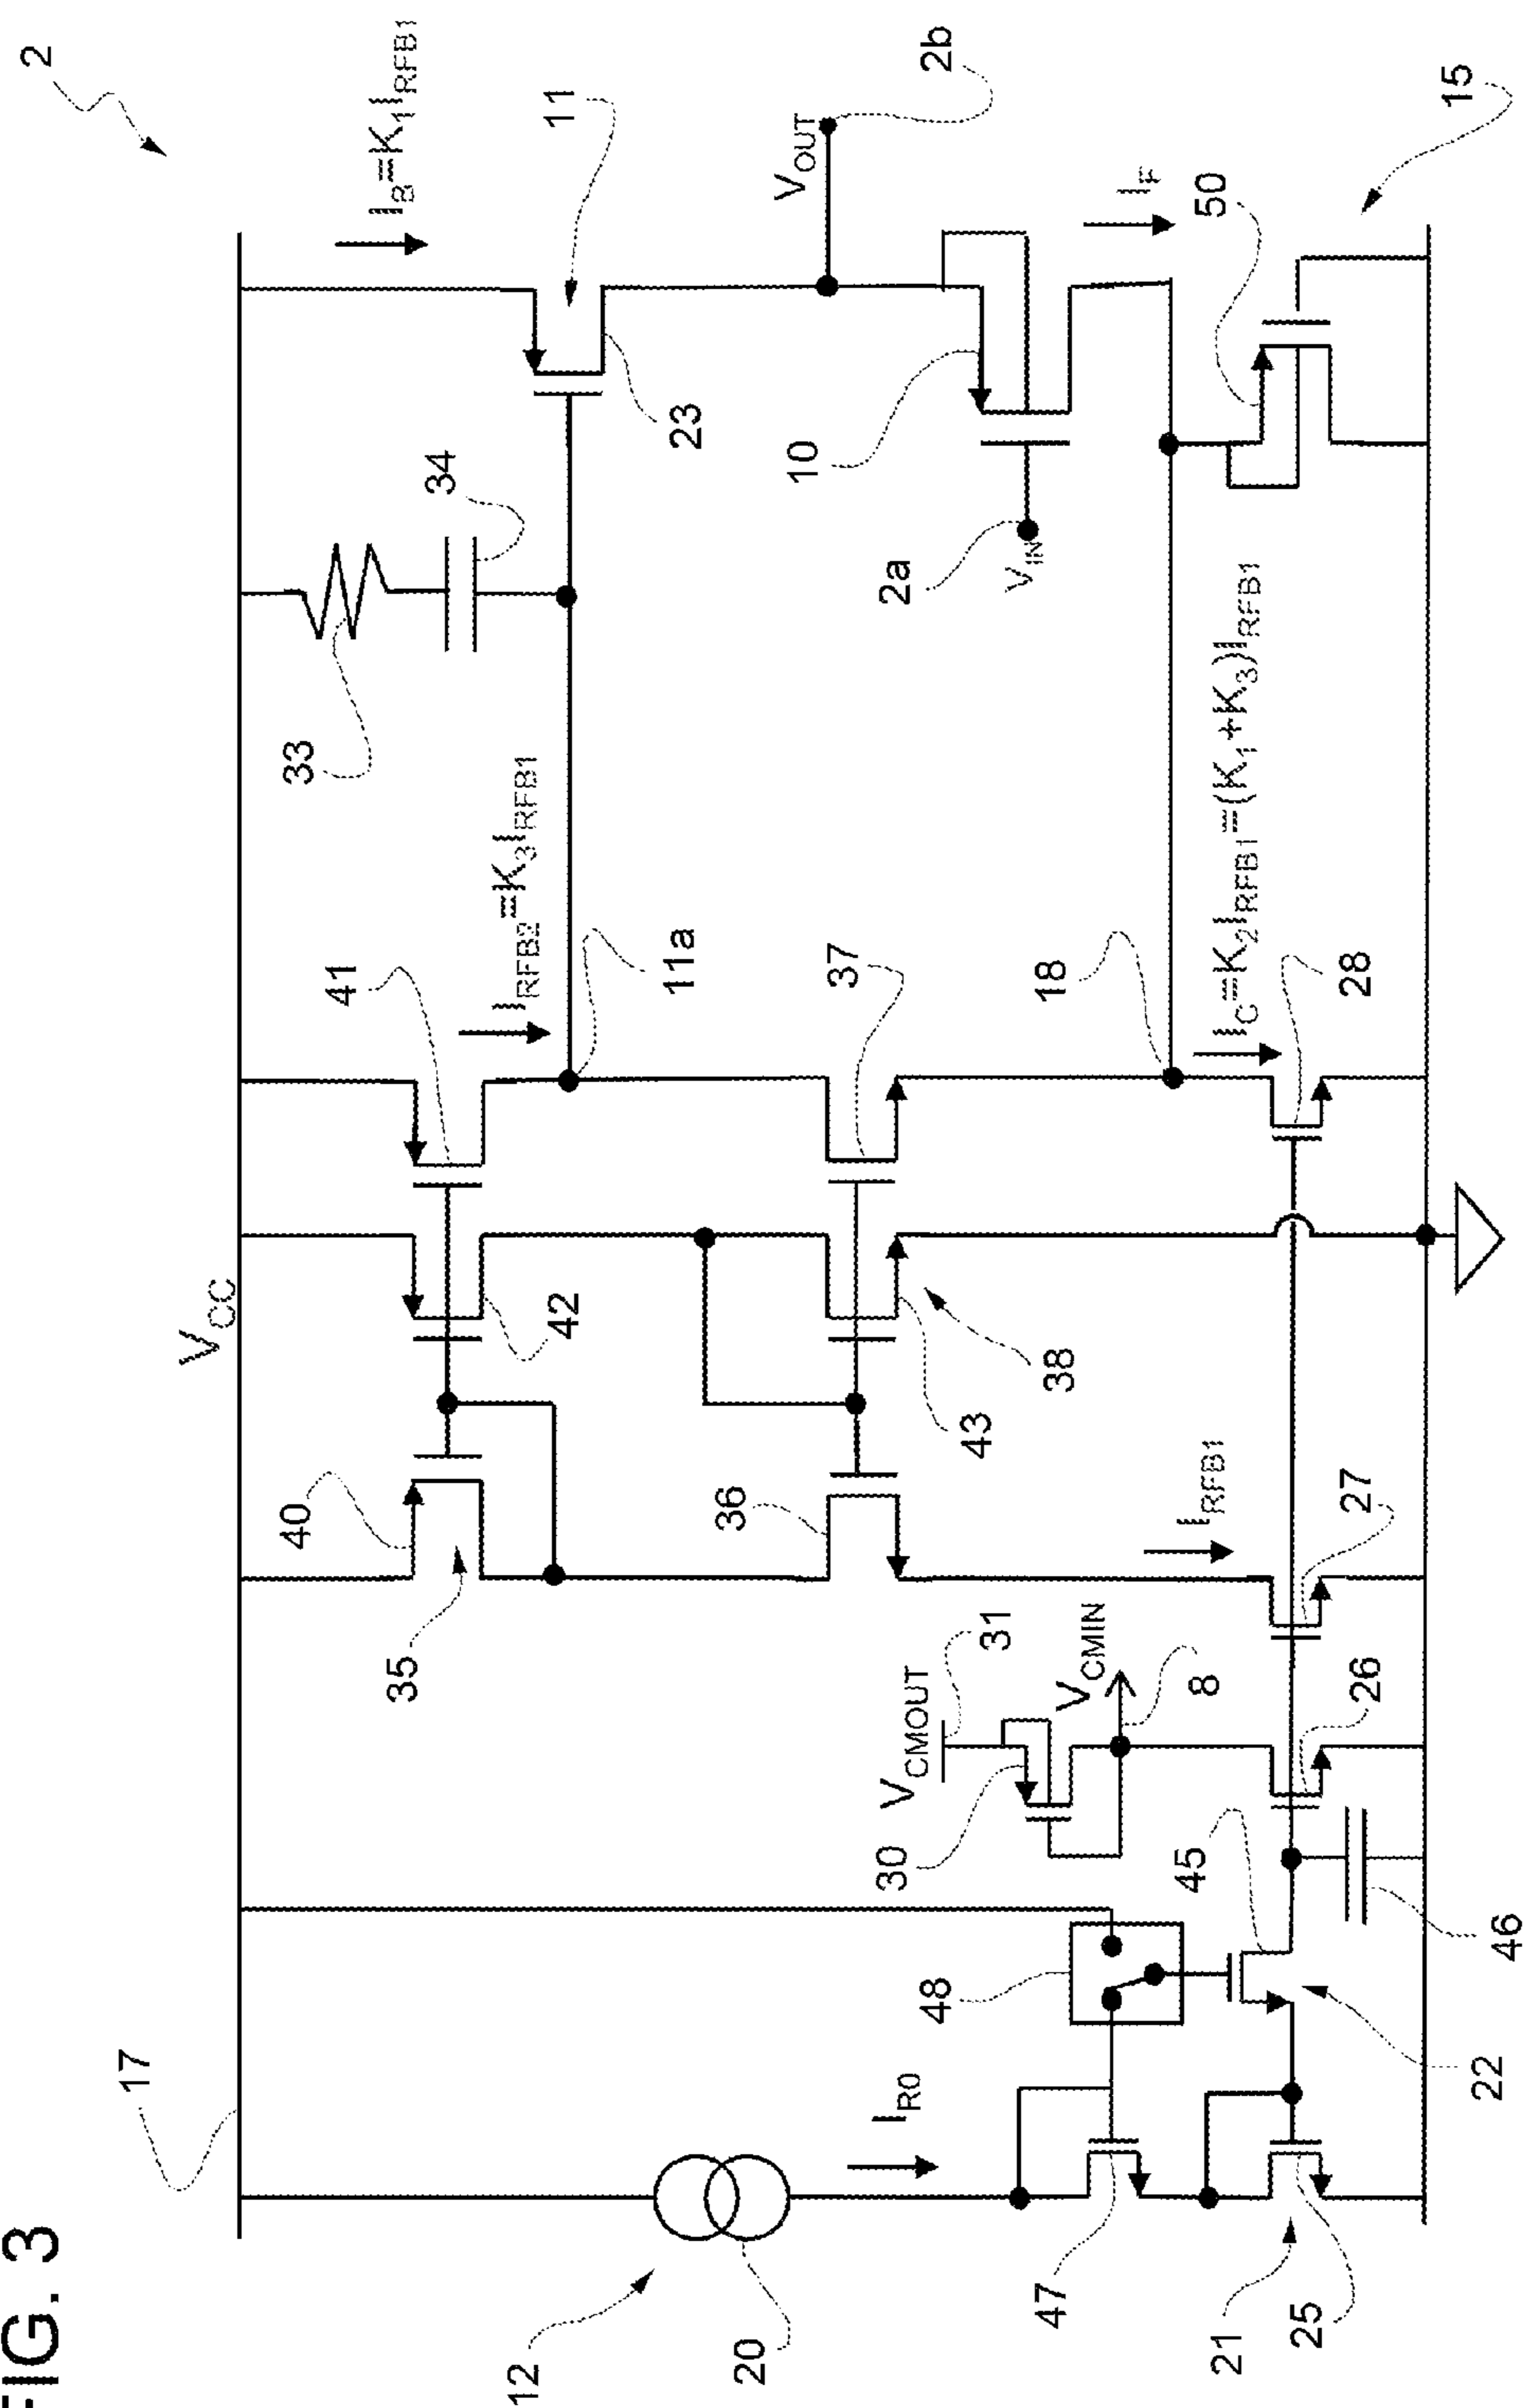 FIG. 3
2
17
V_CC
I_B=K_1I_RFB1
12
20
I_R0
47
21
25
22
48
45
46
30
V_CMOUT
31
V_CMIN
8
26
27
I_RFB1
35
40
36
42
43
38
41
I_RFB2=K_3I_RFB1
11a
37
18
I_C=K_2I_RFB1=(K_1+K_3)I_RFB1
28
33
34
23
11
10
2a
V_IN
V_OUT
2b
I_F
50
15